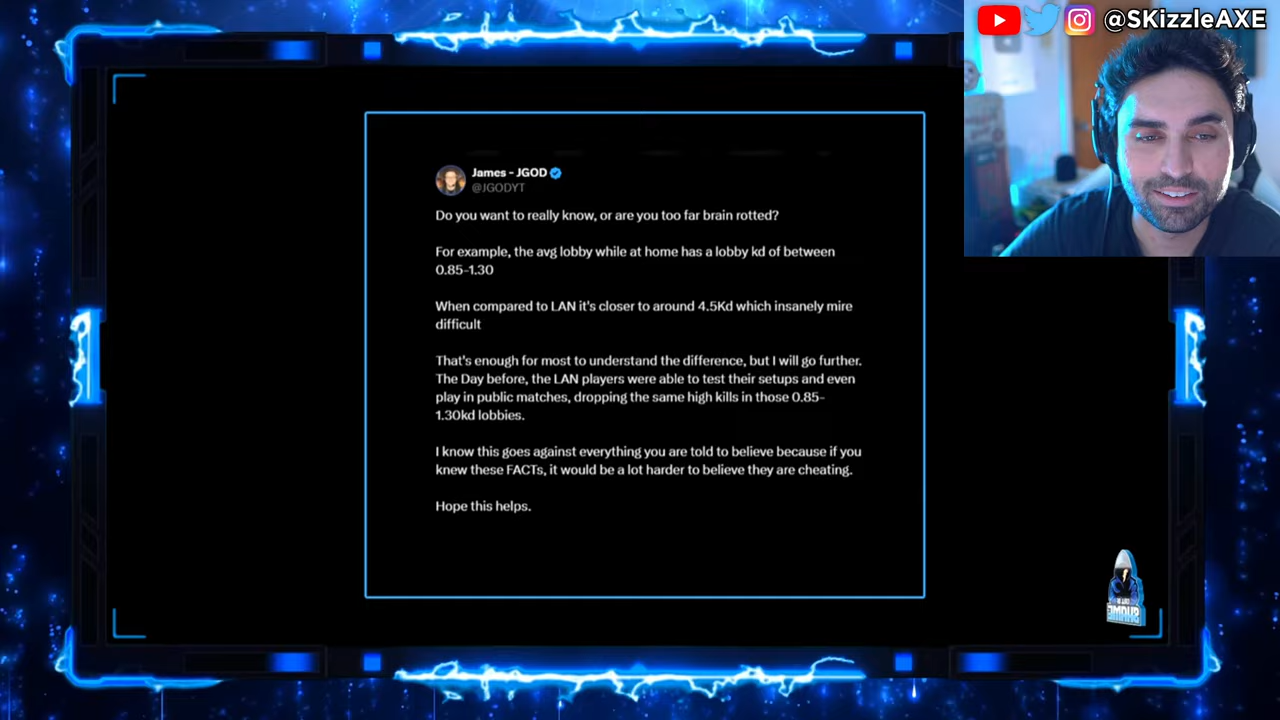 @SKizzleAXE
James - JGOD
@JGODYT
Do you want to really know, or are you too far brain rotted?
For example, the avg lobby while at home has a lobby kd of between
0.85-1.30
When compared to LAN it's closer to around 4.5Kd which insanely mire
difficult
That's enough for most to understand the difference, but I will go further.
The Day before, the LAN players were able to test their setups and even
play in public matches, dropping the same high kills in those 0.85-
1.30kd lobbies.
I know this goes against everything you are told to believe because if you
knew these FACTs, it would be a lot harder to believe they are cheating.
Hope this helps.